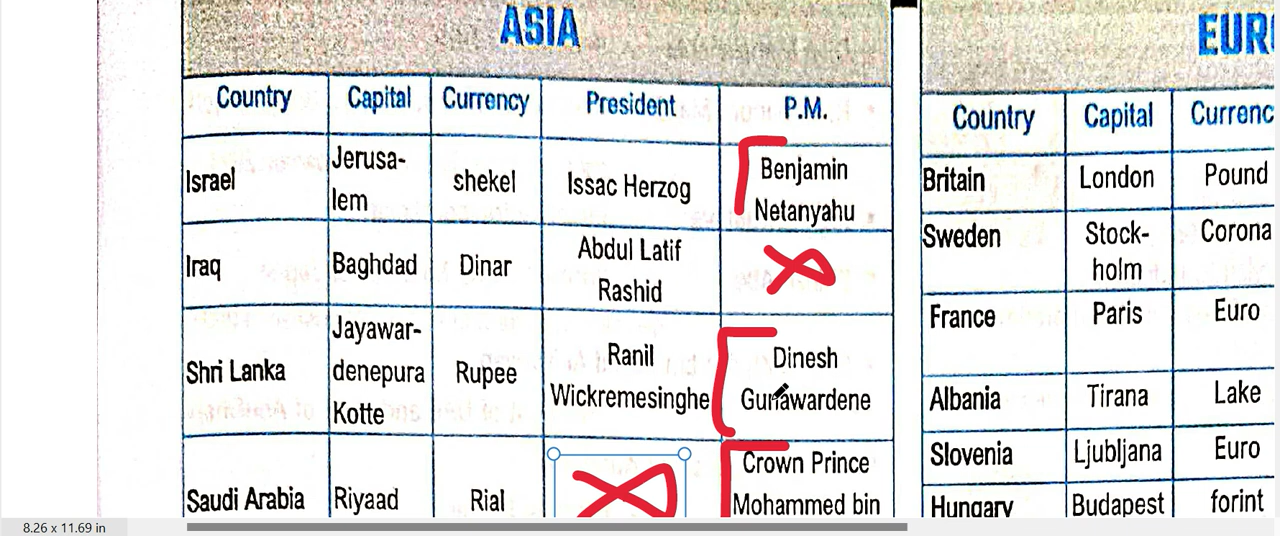 ASIA
Country Capital Currency President P.M.
Israel Jerusa-lem shekel Issac Herzog Benjamin Netanyahu
Iraq Baghdad Dinar Abdul Latif Rashid
Shri Lanka Jayawar-denepura Kotte Rupee Ranil Wickremesinghe Dinesh Gunawardene
Saudi Arabia Riyaad Rial Crown Prince Mohammed bin
EUR
Country Capital Currenc
Britain London Pound
Sweden Stock-holm Corona
France Paris Euro
Albania Tirana Lake
Slovenia Ljubljana Euro
Hungary Budapest forint
8.26 x 11.69 in